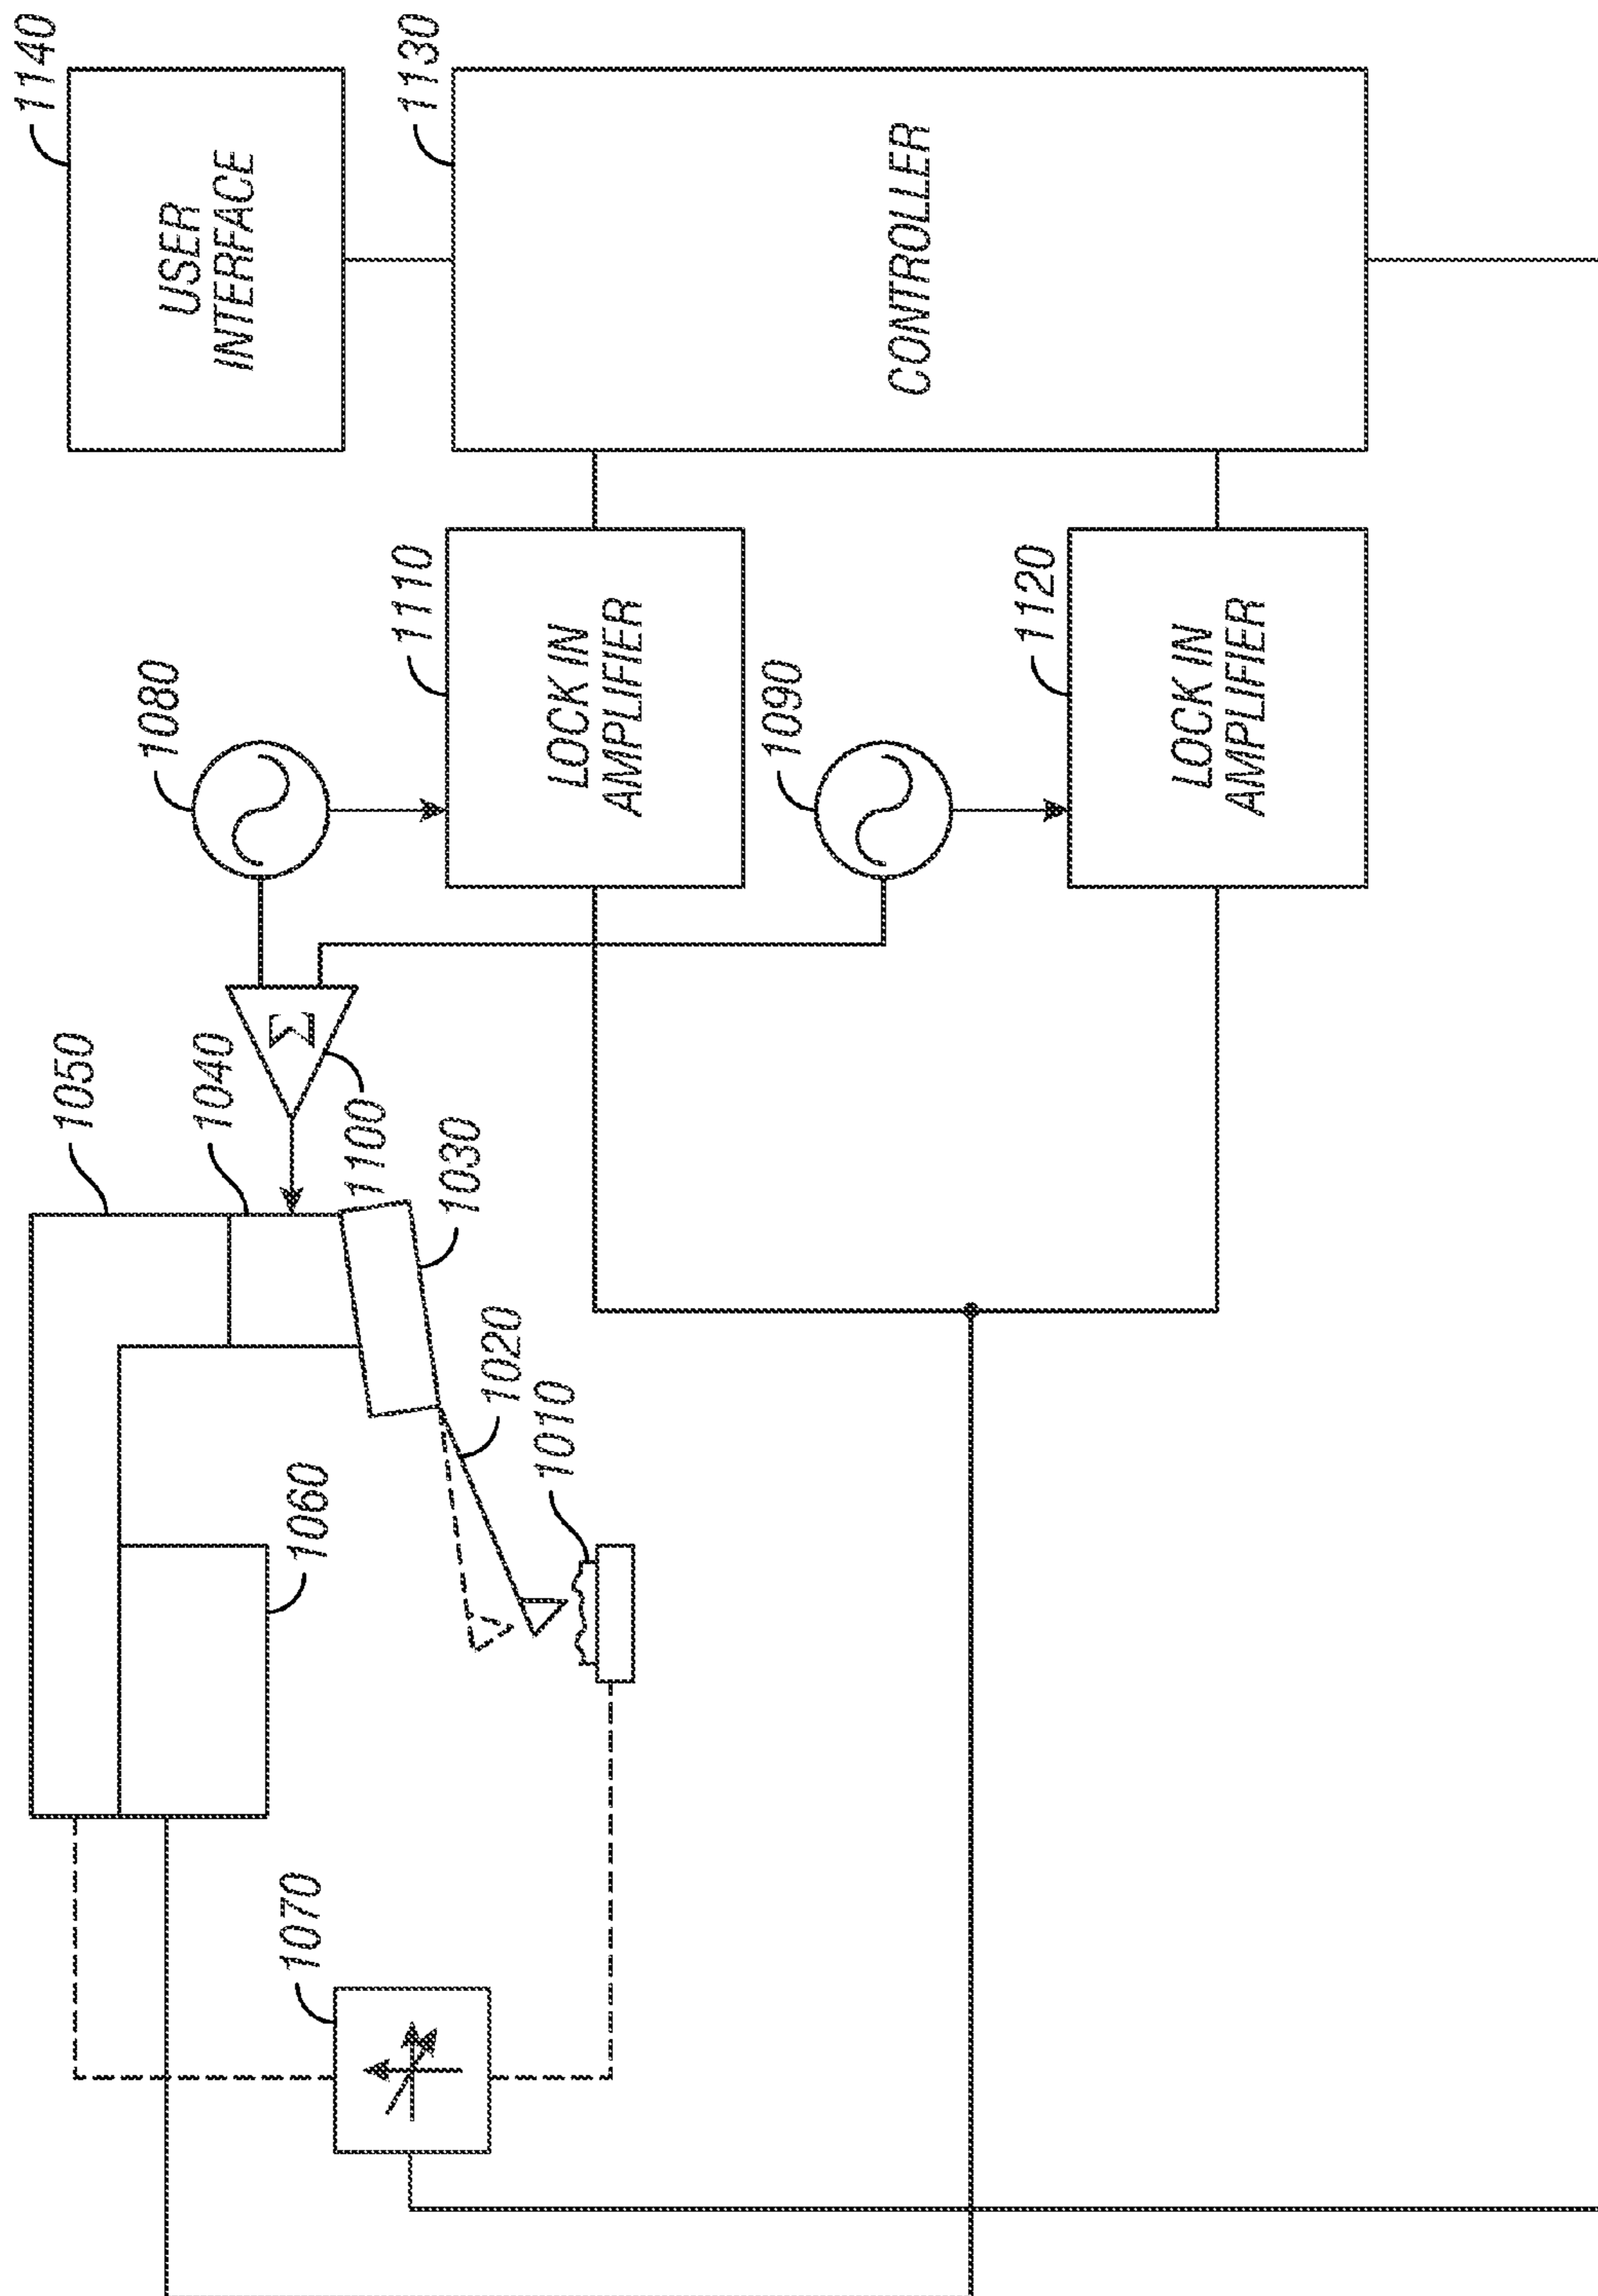 1050
1040
1060
1070
1100
1030
1020
1010
1080
1110
LOCK IN
AMPLIFIER
1090
1120
LOCK IN
AMPLIFIER
1140
USER
INTERFACE
1130
CONTROLLER
Σ